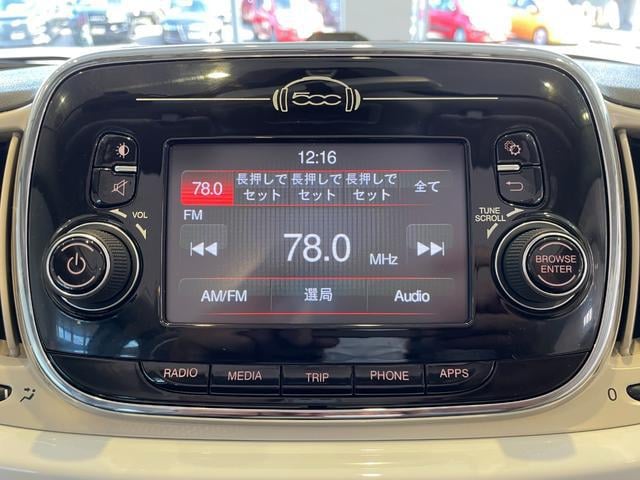 500
12:16
78.0 長押しで 長押しで 長押しで 全て
セット セット セット
FM
VOL
TUNE
SCROLL
78.0 MHz
BROWSE
ENTER
AM/FM 選局 Audio
RADIO MEDIA TRIP PHONE APPS
0